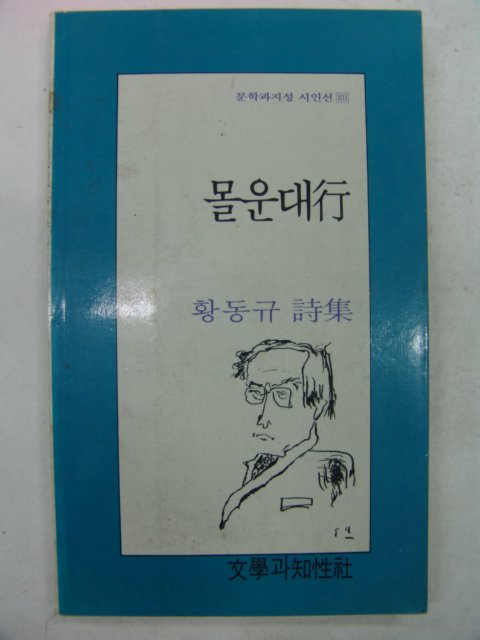 문학과지성 시인선 101
몰운대行
황동규 詩集
文學과知性社